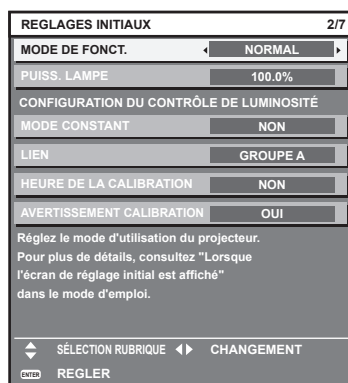 REGLAGES INITIAUX 2/7
MODE DE FONCT. NORMAL
PUISS. LAMPE 100.0%
CONFIGURATION DU CONTRÔLE DE LUMINOSITÉ
MODE CONSTANT NON
LIEN GROUPE A
HEURE DE LA CALIBRATION NON
AVERTISSEMENT CALIBRATION OUI
Réglez le mode d'utilisation du projecteur.
Pour plus de détails, consultez "Lorsque
l'écran de réglage initial est affiché"
dans le mode d'emploi.
SÉLECTION RUBRIQUE CHANGEMENT
ENTER REGLER